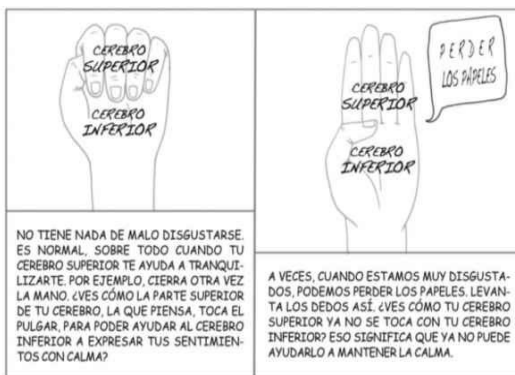 CEREBRO
SUPERIOR
CEREBRO
INFERIOR
NO TIENE NADA DE MALO DISGUSTARSE.
ES NORMAL, SOBRE TODO CUANDO TU
CEREBRO SUPERIOR TE AYUDA A TRANQUI-
LIZARTE. POR EJEMPLO, CIERRA OTRA VEZ
LA MANO. ¿VES CÓMO LA PARTE SUPERIOR
DE TU CEREBRO, LA QUE PIENSA, TOCA EL
PULGAR, PARA PODER AYUDAR AL CEREBRO
INFERIOR A EXPRESAR TUS SENTIMIEN-
TOS CON CALMA?
PERDER
LOS PAPELES
CEREBRO
SUPERIOR
CEREBRO
INFERIOR
A VECES, CUANDO ESTAMOS MUY DISGUSTA-
DOS, PODEMOS PERDER LOS PAPELES. LEVAN-
TA LOS DEDOS ASÍ. ¿VES CÓMO TU CEREBRO
SUPERIOR YA NO SE TOCA CON TU CEREBRO
INFERIOR? ESO SIGNIFICA QUE YA NO PUEDE
AYUDARLO A MANTENER LA CALMA.